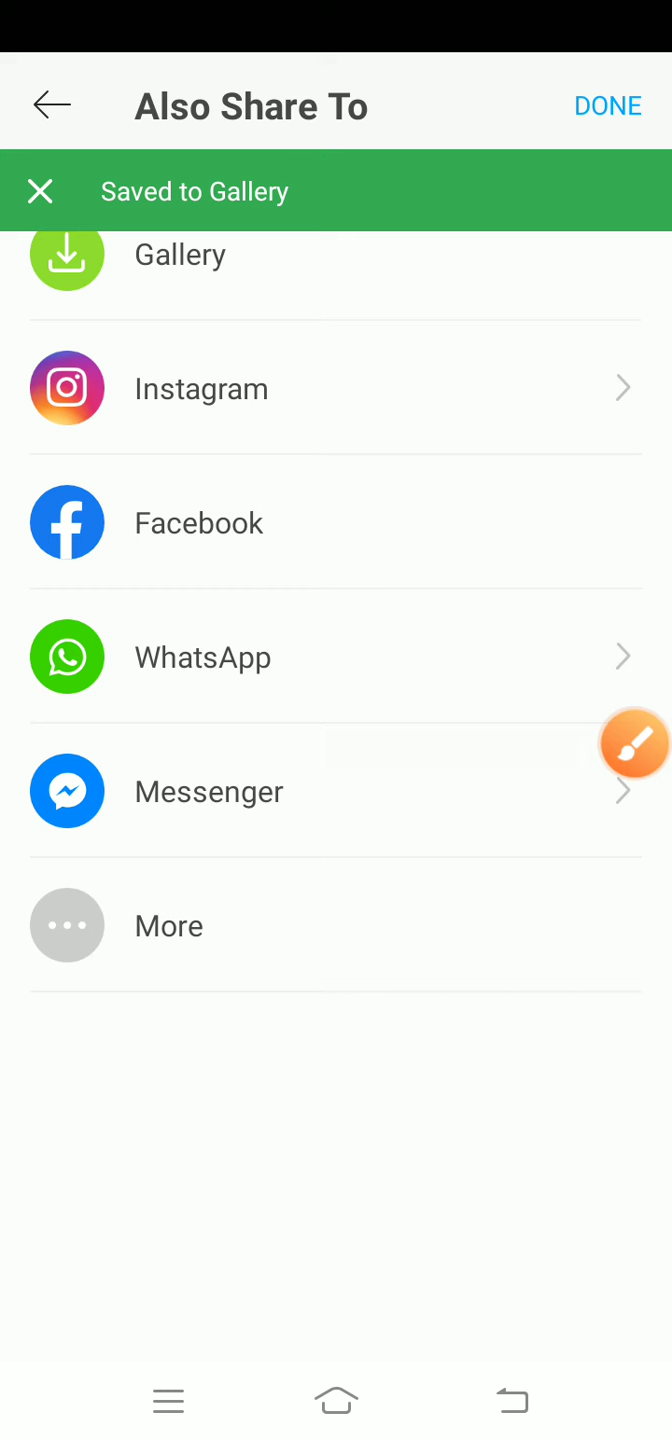 Also Share To
DONE
Saved to Gallery
Gallery
Instagram
Facebook
WhatsApp
Messenger
More